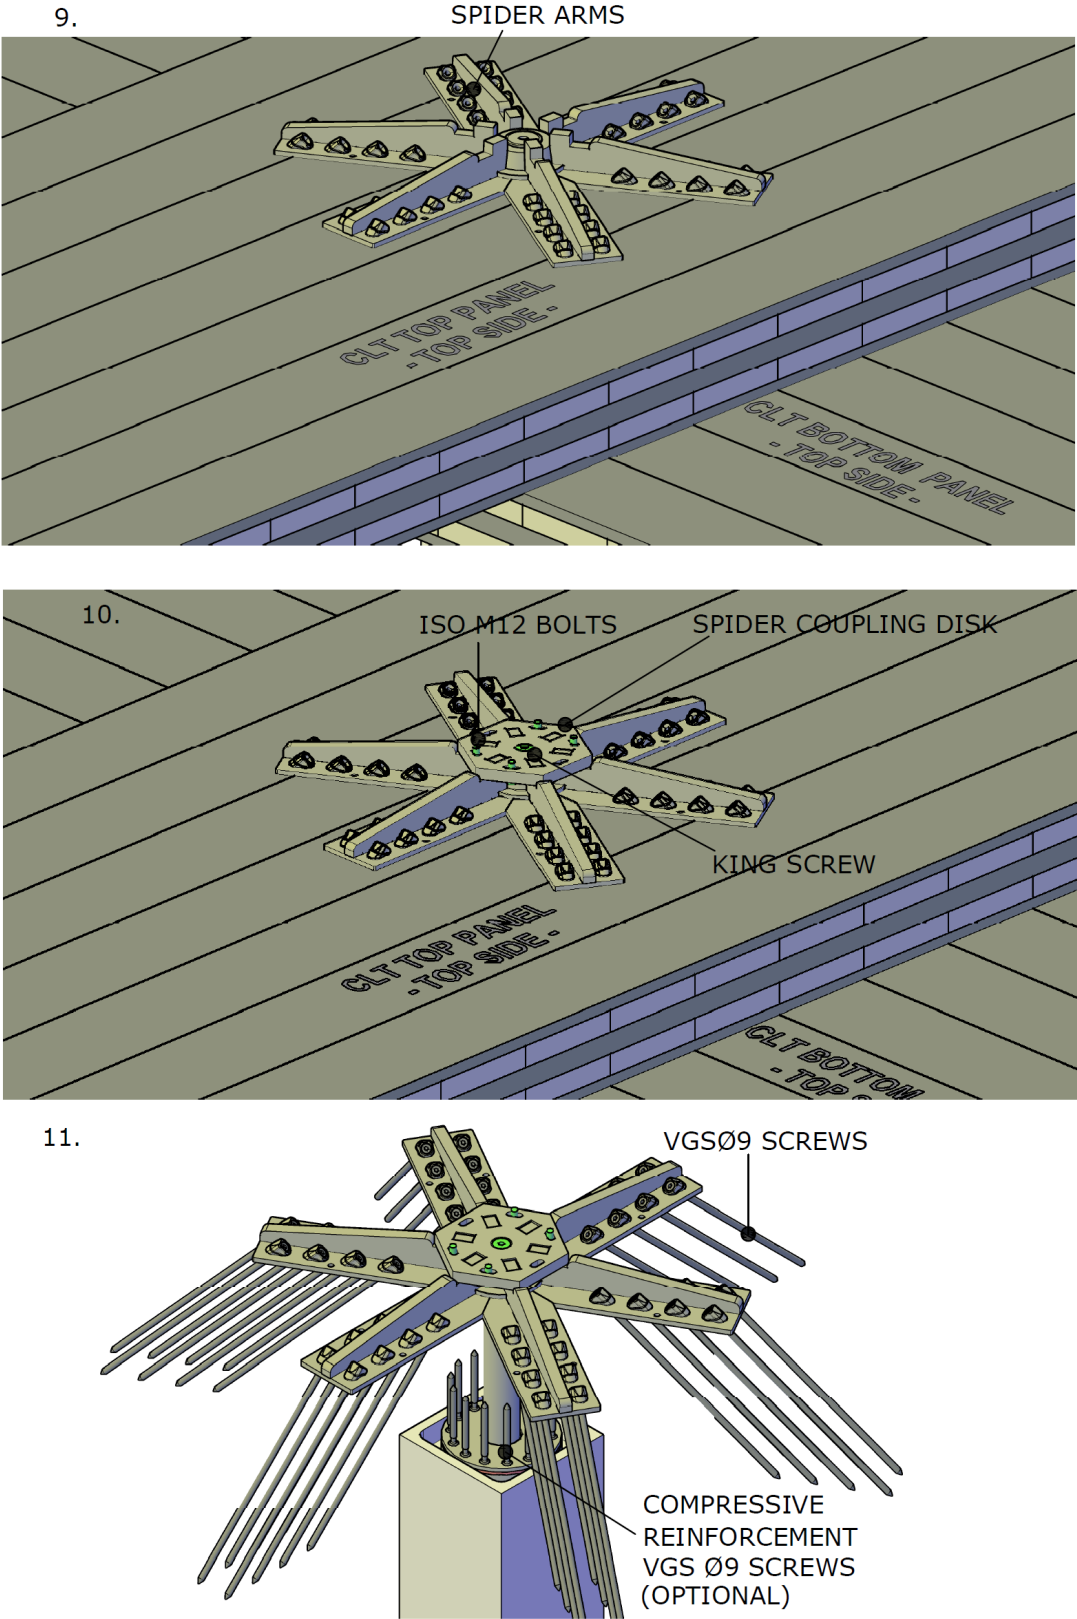 9.
SPIDER ARMS
CLT TOP PANEL
- TOP SIDE -
CLT BOTTOM PANEL
- TOP SIDE -
10.
ISO M12 BOLTS
SPIDER COUPLING DISK
KING SCREW
CLT TOP PANEL
- TOP SIDE -
CLT BOTTOM
- TOP S
11.
VGSØ9 SCREWS
COMPRESSIVE
REINFORCEMENT
VGS Ø9 SCREWS
(OPTIONAL)